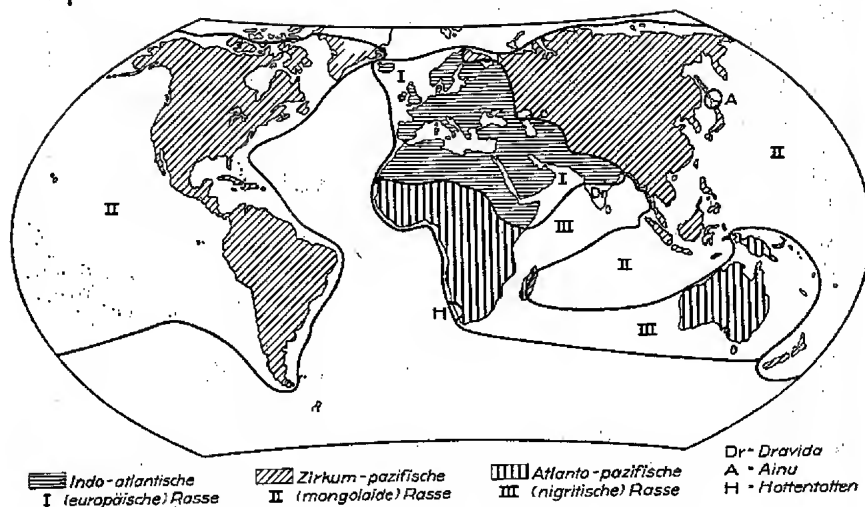 I
A
II
I
Dr
II
III
II
H
III
Indo-atlantische
I (europäische) Rasse
Zirkum-pazifische
II (mongoloide) Rasse
Atlanto-pazifische
III (nigritische) Rasse
Dr - Dravida
A - Ainu
H - Hottentotten